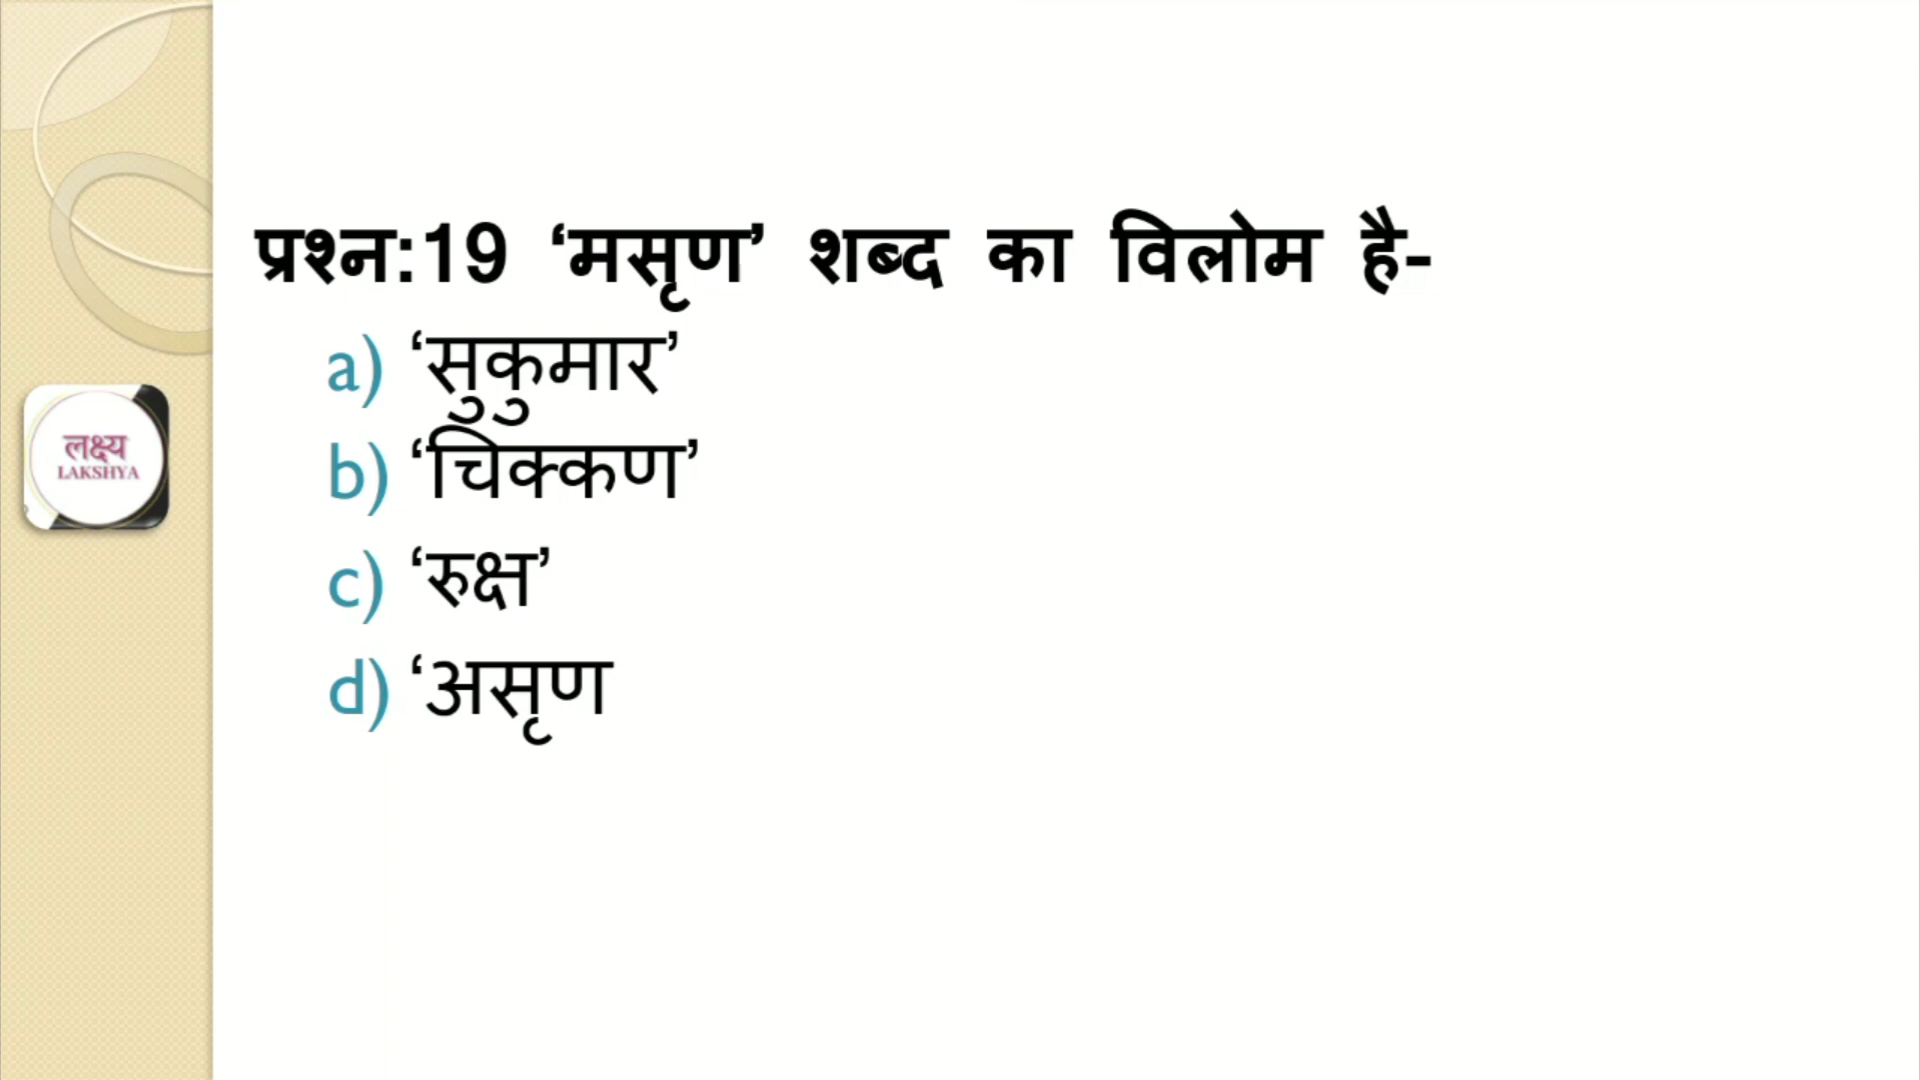 प्रश्न:19 ‘मसृण’ शब्द का विलोम है-
a) ‘सुकुमार’
b) ‘चिक्कण’
लक्ष्य
LAKSHYA
c) ‘रुक्ष’
d) ‘असृण